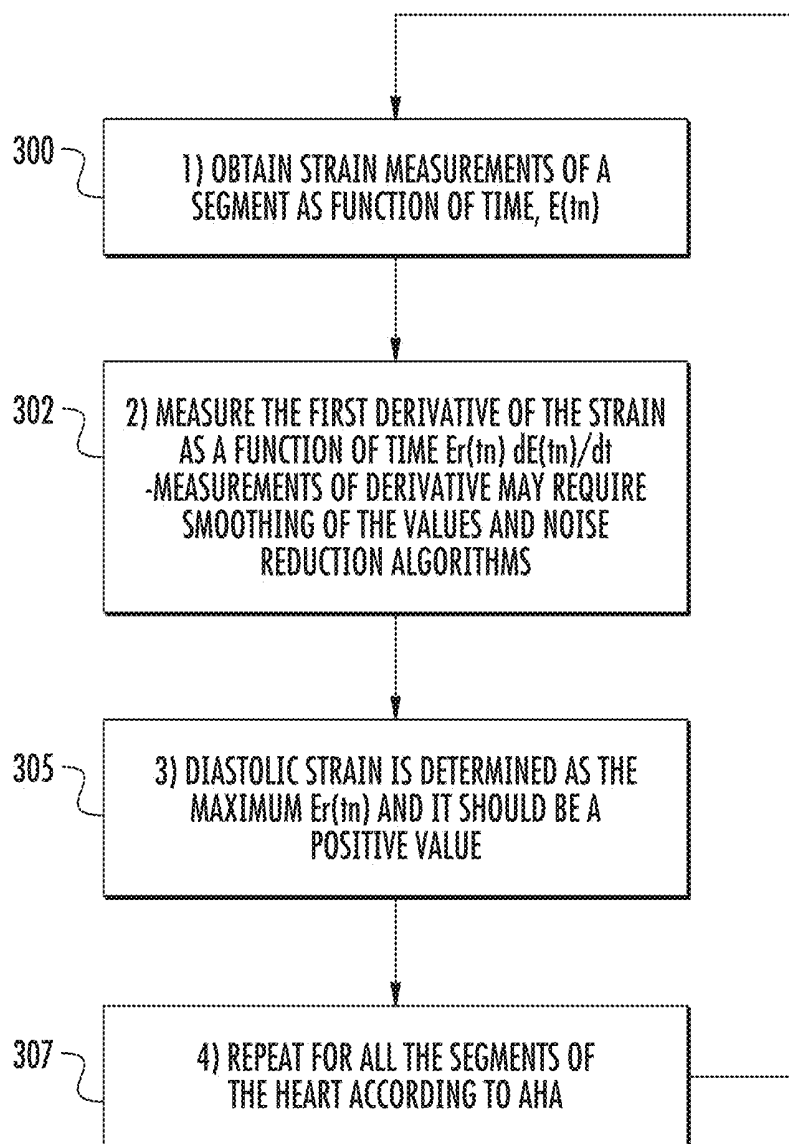 300
1) OBTAIN STRAIN MEASUREMENTS OF A
SEGMENT AS FUNCTION OF TIME, E(tn)
302
2) MEASURE THE FIRST DERIVATIVE OF THE STRAIN
AS A FUNCTION OF TIME Er(tn) dE(tn)/dt
-MEASUREMENTS OF DERIVATIVE MAY REQUIRE
SMOOTHING OF THE VALUES AND NOISE
REDUCTION ALGORITHMS
305
3) DIASTOLIC STRAIN IS DETERMINED AS THE
MAXIMUM Er(tn) AND IT SHOULD BE A
POSITIVE VALUE
307
4) REPEAT FOR ALL THE SEGMENTS OF
THE HEART ACCORDING TO AHA